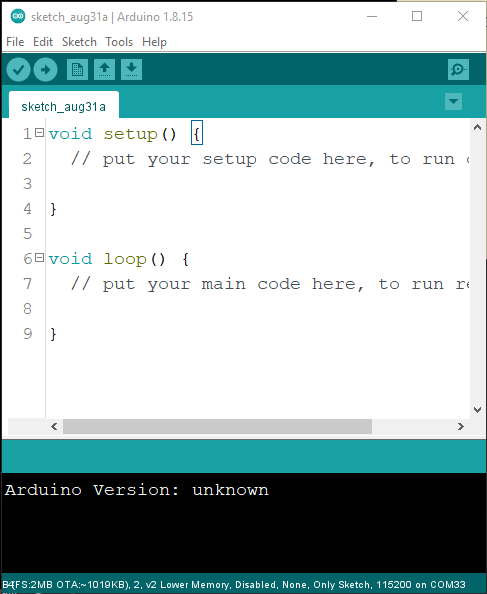 sketch_aug31a | Arduino 1.8.15
File Edit Sketch Tools Help
sketch_aug31a
1 void setup() {
2 // put your setup code here, to run
3
4 }
5
6 void loop() {
7 // put your main code here, to run re
8
9 }
Arduino Version: unknown
(FS:2MB OTA:~1019KB), 2, v2 Lower Memory, Disabled, None, Only Sketch, 115200 on COM33